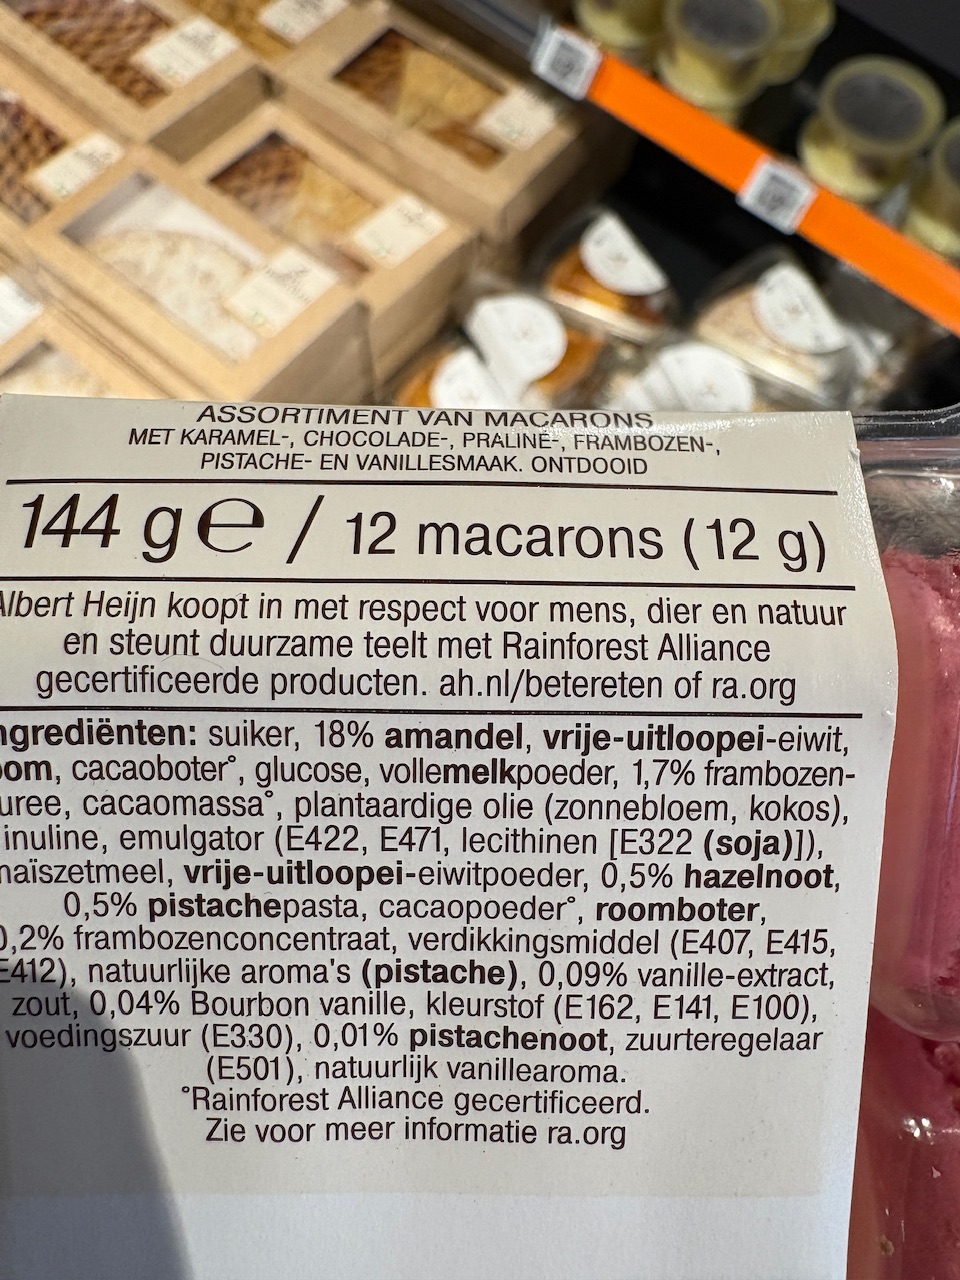 ASSORTIMENT VAN MACARONS
MET KARAMEL-, CHOCOLADE-, PRALINÉ-, FRAMBOZEN-,
PISTACHE- EN VANILLESMAAK. ONTDOOID
144 g ℮ / 12 macarons (12 g)
Albert Heijn koopt in met respect voor mens, dier en natuur
en steunt duurzame teelt met Rainforest Alliance
gecertificeerde producten. ah.nl/betereten of ra.org
ngrediënten: suiker, 18% amandel, vrije-uitloopei-eiwit,
oom, cacaoboter°, glucose, vollemelkpoeder, 1,7% frambozen-
uree, cacaomassa°, plantaardige olie (zonnebloem, kokos),
inuline, emulgator (E422, E471, lecithinen [E322 (soja)]),
maïszetmeel, vrije-uitloopei-eiwitpoeder, 0,5% hazelnoot,
0,5% pistachepasta, cacaopoeder°, roomboter,
0,2% frambozenconcentraat, verdikkingsmiddel (E407, E415,
E412), natuurlijke aroma's (pistache), 0,09% vanille-extract,
zout, 0,04% Bourbon vanille, kleurstof (E162, E141, E100),
voedingszuur (E330), 0,01% pistachenoot, zuurteregelaar
(E501), natuurlijk vanillearoma.
°Rainforest Alliance gecertificeerd.
Zie voor meer informatie ra.org